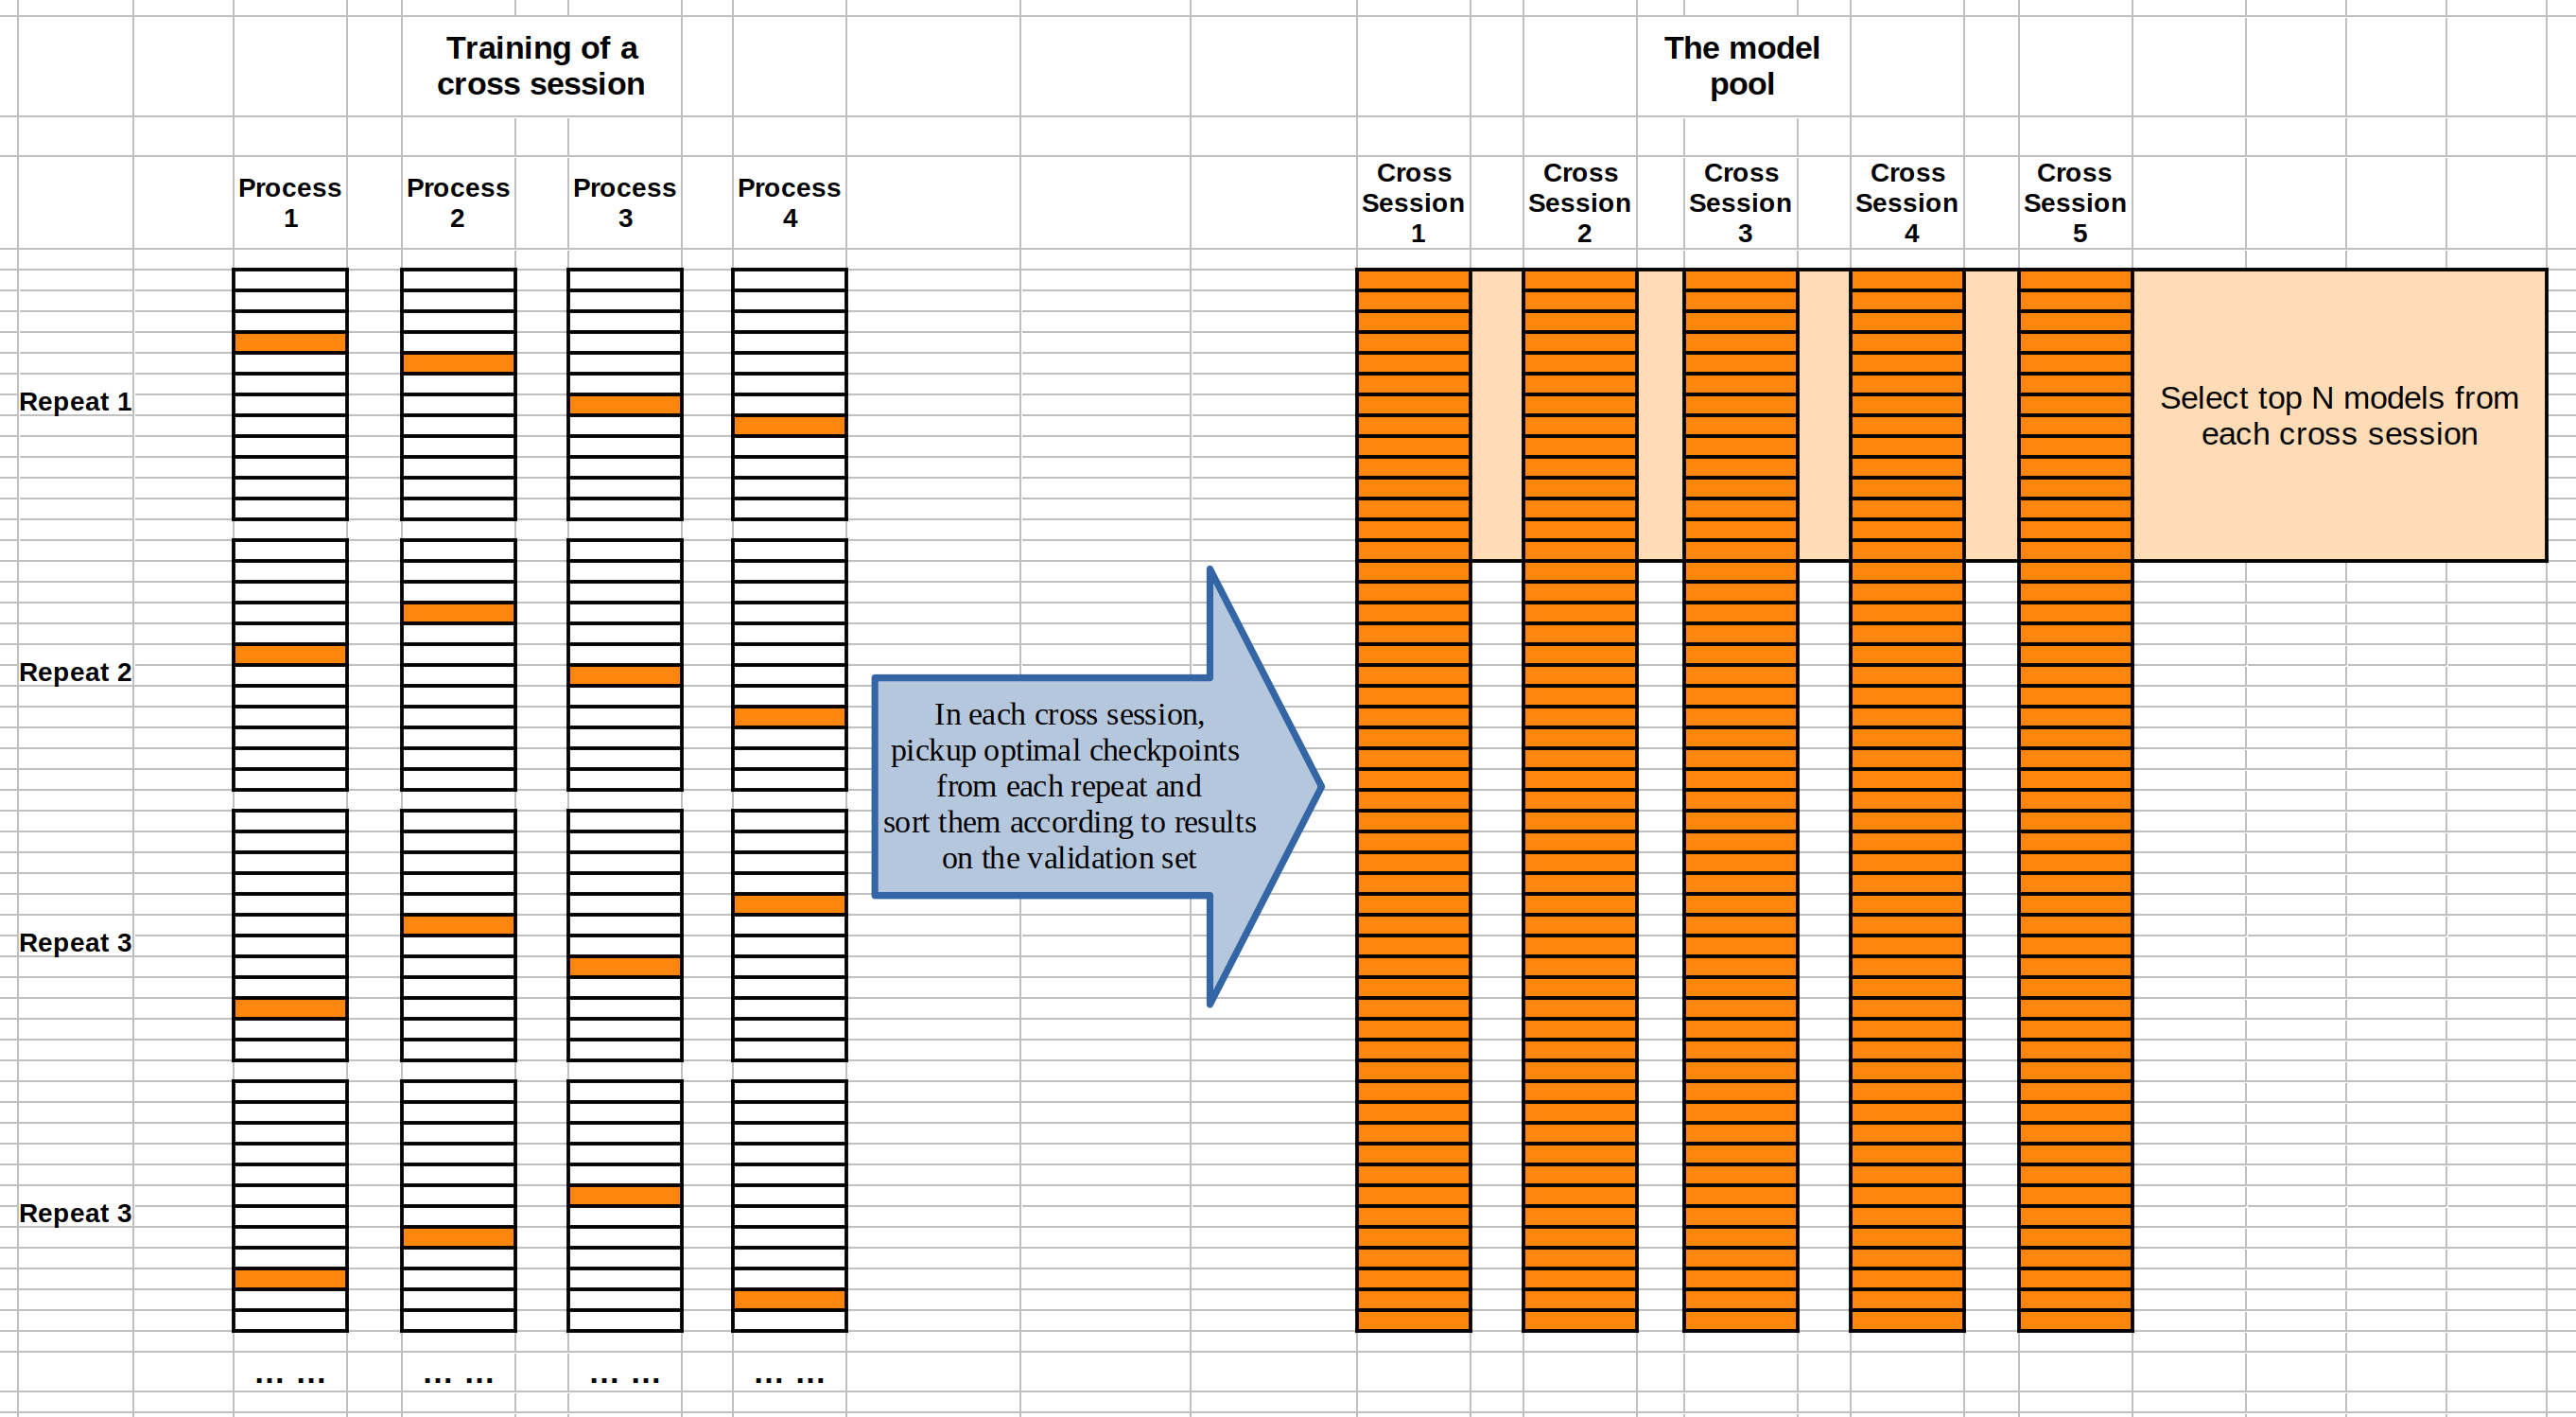 Training of a
cross session
The model
pool
Process
1
Process
2
Process
3
Process
4
Cross
Session
1
Cross
Session
2
Cross
Session
3
Cross
Session
4
Cross
Session
5
Repeat 1
Select top N models from
each cross session
Repeat 2
In each cross session,
pickup optimal checkpoints
from each repeat and
sort them according to results
on the validation set
Repeat 3
Repeat 3
... ...
... ...
... ...
... ...